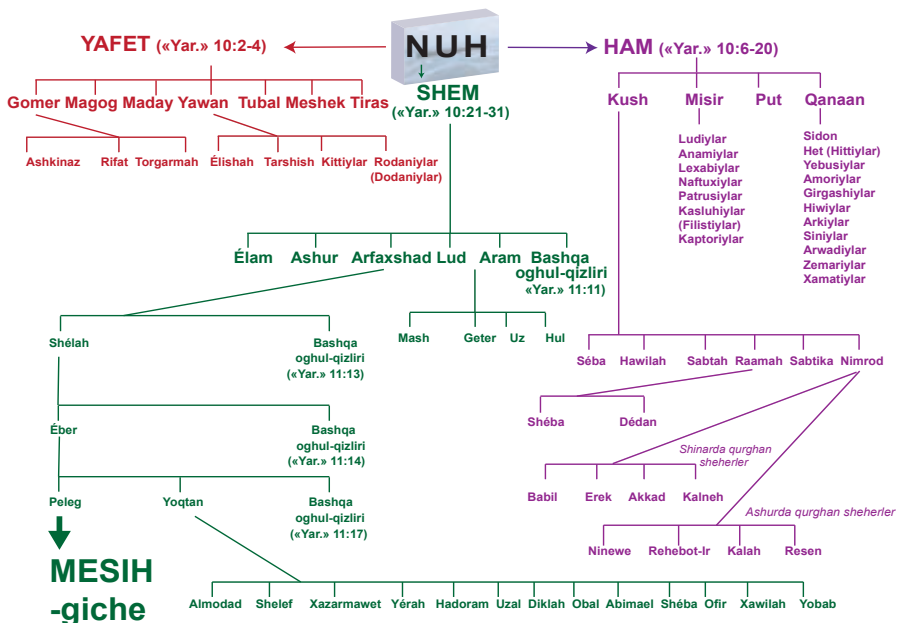 NUH
YAFET («Yar.» 10:2-4)
Gomer Magog Maday Yawan Tubal Meshek Tiras
Ashkinaz Rifat Torgarmah Élishah Tarshish Kittiylar Rodaniylar
(Dodaniylar)
HAM («Yar.» 10:6-20)
Kush Misir Put Qanaan
Ludiylar
Anamiylar
Lexabiylar
Naftuxiylar
Patrusiylar
Kasluhiylar
(Filistiylar)
Kaptoriylar
Sidon
Het (Hittiylar)
Yebusiylar
Amoriylar
Girgashiylar
Hiwiylar
Arkiylar
Siniylar
Arwadiylar
Zemariylar
Xamatiylar
Séba Hawilah Sabtah Raamah Sabtika Nimrod
Shéba Dédan
Shinarda qurghan
sheherler
Babil Erek Akkad Kalneh
Ashurda qurghan sheherler
Ninewe Rehebot-Ir Kalah Resen
SHEM
(«Yar.» 10:21-31)
Élam Ashur Arfaxshad Lud Aram Bashqa
oghul-qizliri
«Yar.» 11:11)
Mash Geter Uz Hul
Shélah Bashqa
oghul-qizliri
(«Yar.» 11:13)
Éber Bashqa
oghul-qizliri
(«Yar.» 11:14)
Peleg Yoqtan Bashqa
oghul-qizliri
(«Yar.» 11:17)
MESIH
-giche
Almodad Shelef Xazarmawet Yérah Hadoram Uzal Diklah Obal Abimael Shéba Ofir Xawilah Yobab